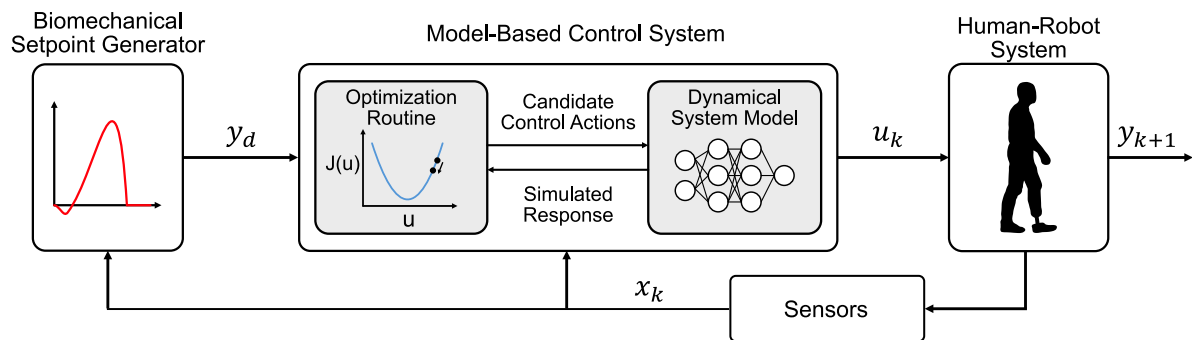 Biomechanical
Setpoint Generator
Model-Based Control System
Human-Robot
System
Optimization
Routine
J(u)
u
Candidate
Control Actions
Simulated
Response
Dynamical
System Model
y_d
u_k
y_{k+1}
x_k
Sensors